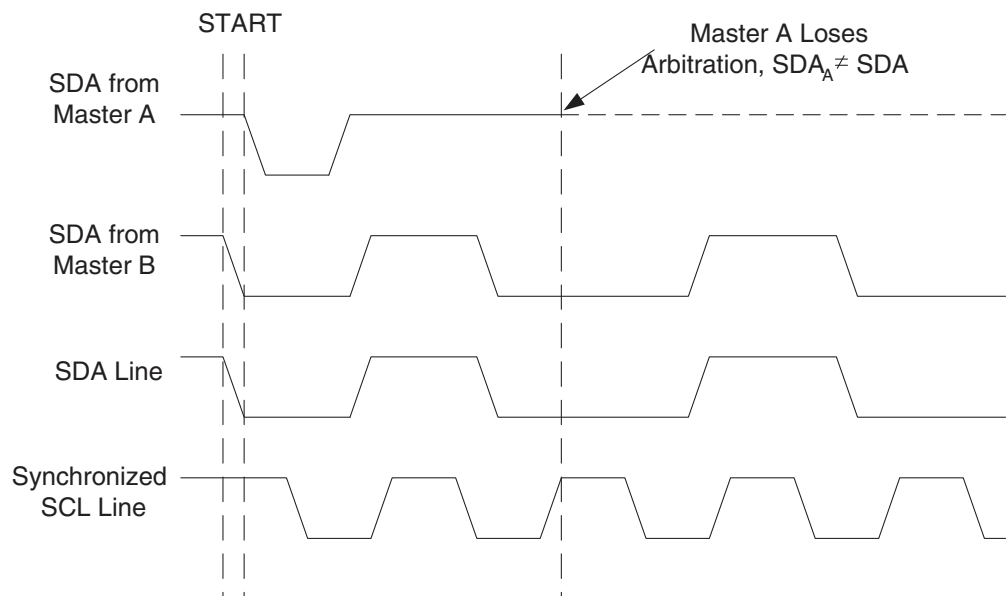 START
Master A Loses
Arbitration, SDA_A ≠ SDA
SDA from
Master A
SDA from
Master B
SDA Line
Synchronized
SCL Line